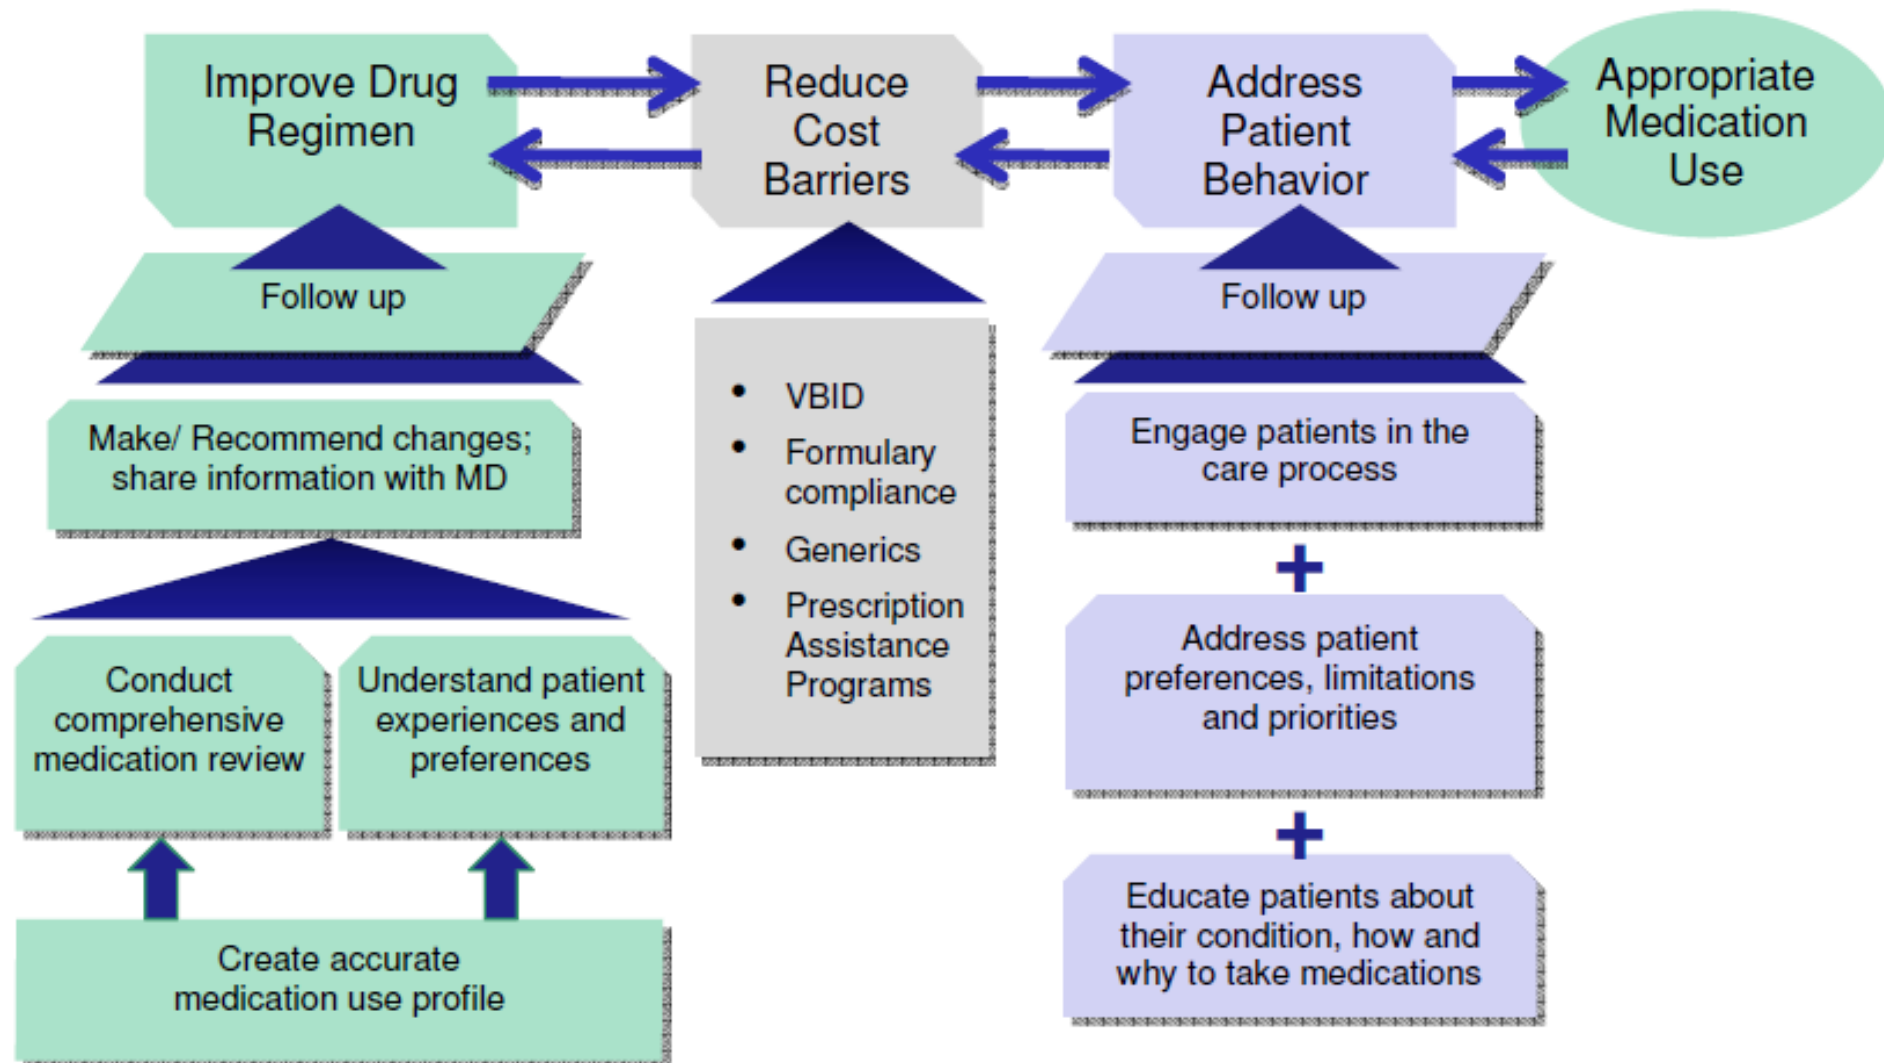 Improve Drug
Regimen
Reduce
Cost
Barriers
Address
Patient
Behavior
Appropriate
Medication
Use
Follow up
Make/ Recommend changes;
share information with MD
Conduct
comprehensive
medication review
Understand patient
experiences and
preferences
Create accurate
medication use profile
• VBID
• Formulary
compliance
• Generics
• Prescription
Assistance
Programs
Follow up
Engage patients in the
care process
+
Address patient
preferences, limitations
and priorities
+
Educate patients about
their condition, how and
why to take medications